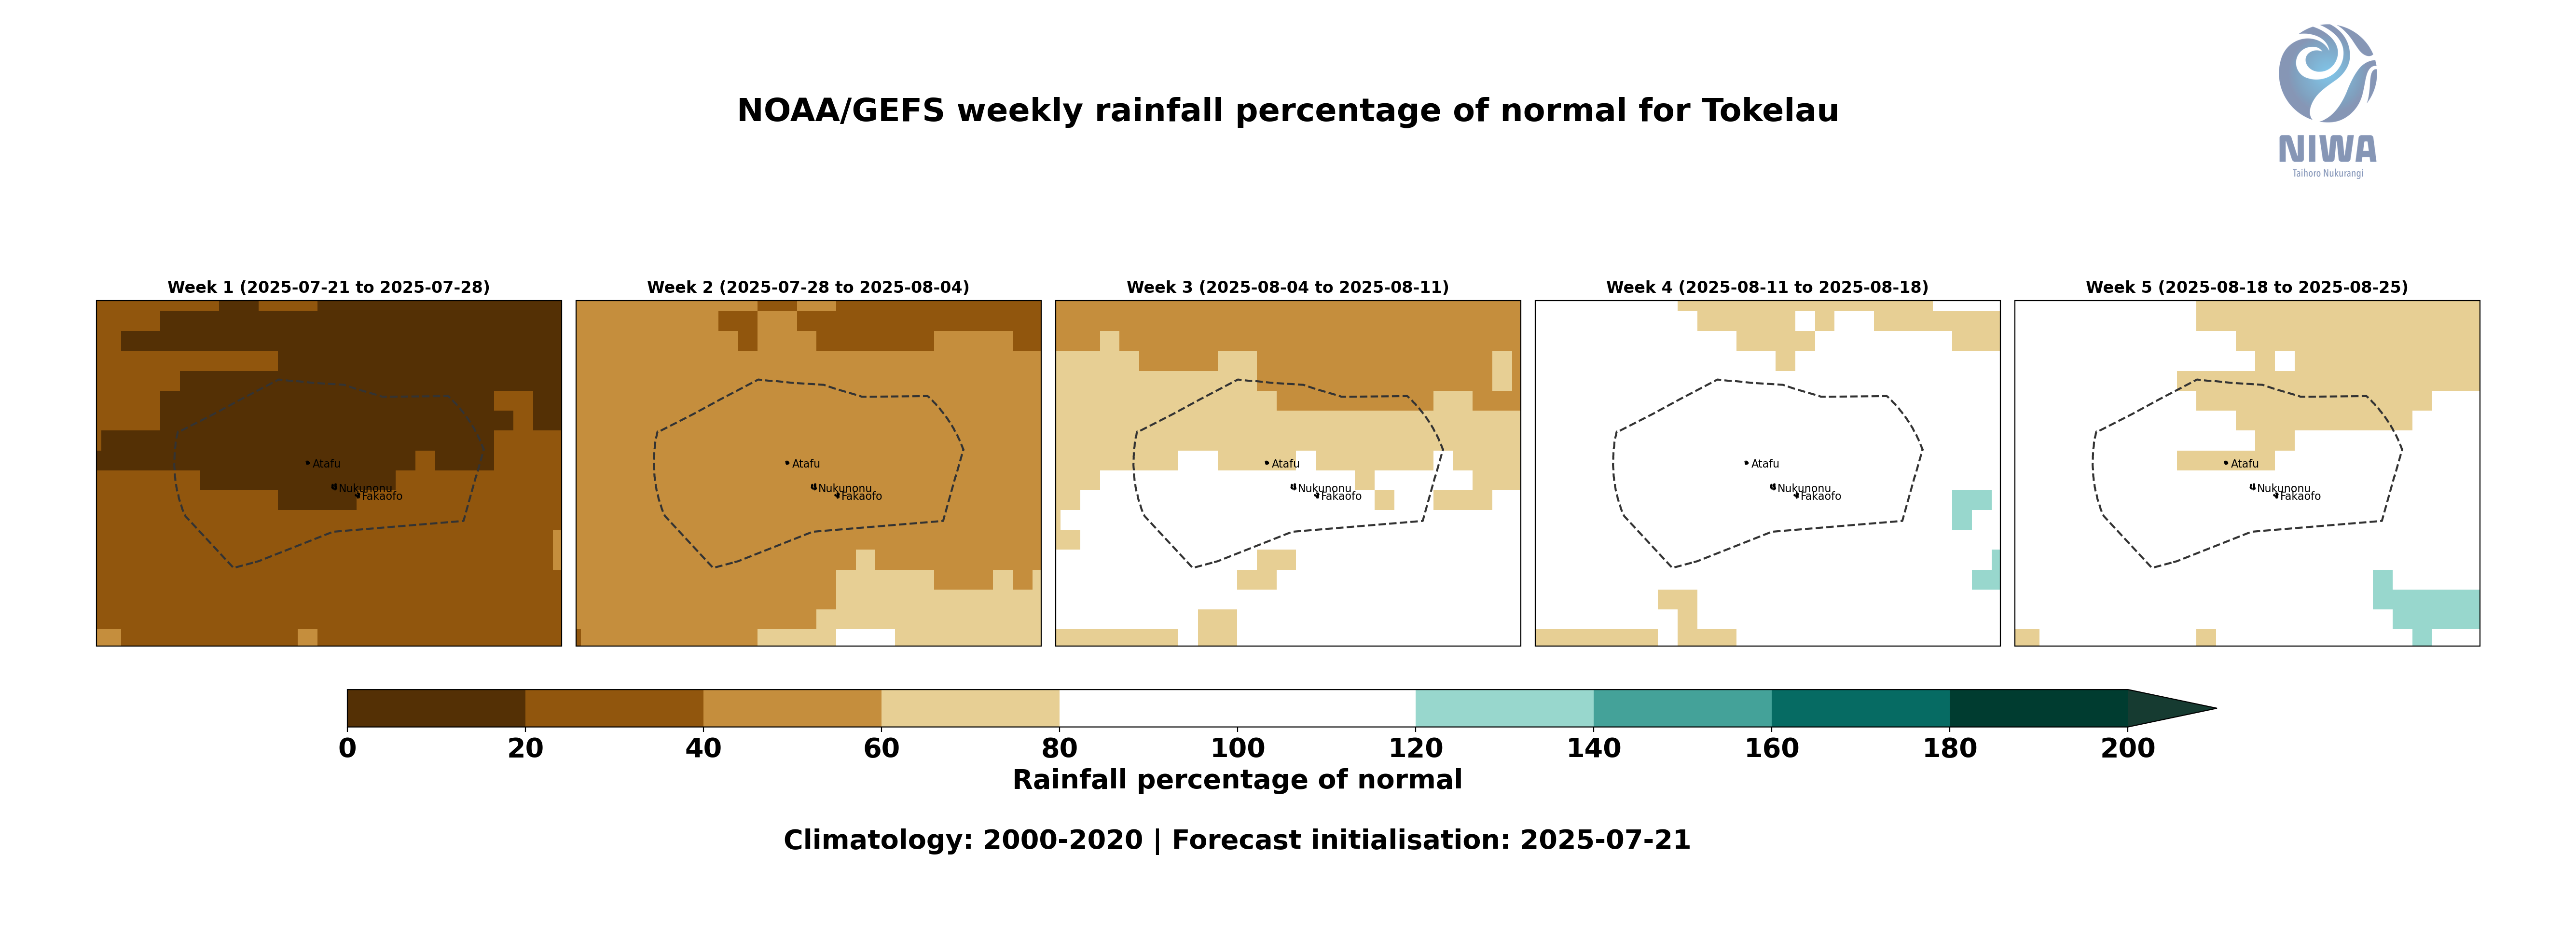 NOAA/GEFS weekly rainfall percentage of normal for Tokelau
NIWA
Taihoro Nukurangi
Week 1 (2025-07-21 to 2025-07-28)
Week 2 (2025-07-28 to 2025-08-04)
Week 3 (2025-08-04 to 2025-08-11)
Week 4 (2025-08-11 to 2025-08-18)
Week 5 (2025-08-18 to 2025-08-25)
Atafu
Nukunonu
Fakaofo
Atafu
Nukunonu
Fakaofo
Atafu
Nukunonu
Fakaofo
Atafu
Nukunonu
Fakaofo
Atafu
Nukunonu
Fakaofo
0 20 40 60 80 100 120 140 160 180 200
Rainfall percentage of normal
Climatology: 2000-2020 | Forecast initialisation: 2025-07-21